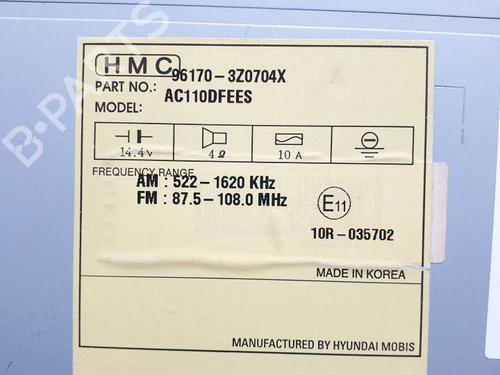 B-PARTS
HMC
PART NO.: 96170-3Z0704X
MODEL: AC110DFEES
14.4V 4Ω 10A
FREQUENCY RANGE
AM : 522-1620 KHz
FM : 87.5-108.0 MHz
E11
10R-035702
MADE IN KOREA
MANUFACTURED BY HYUNDAI MOBIS